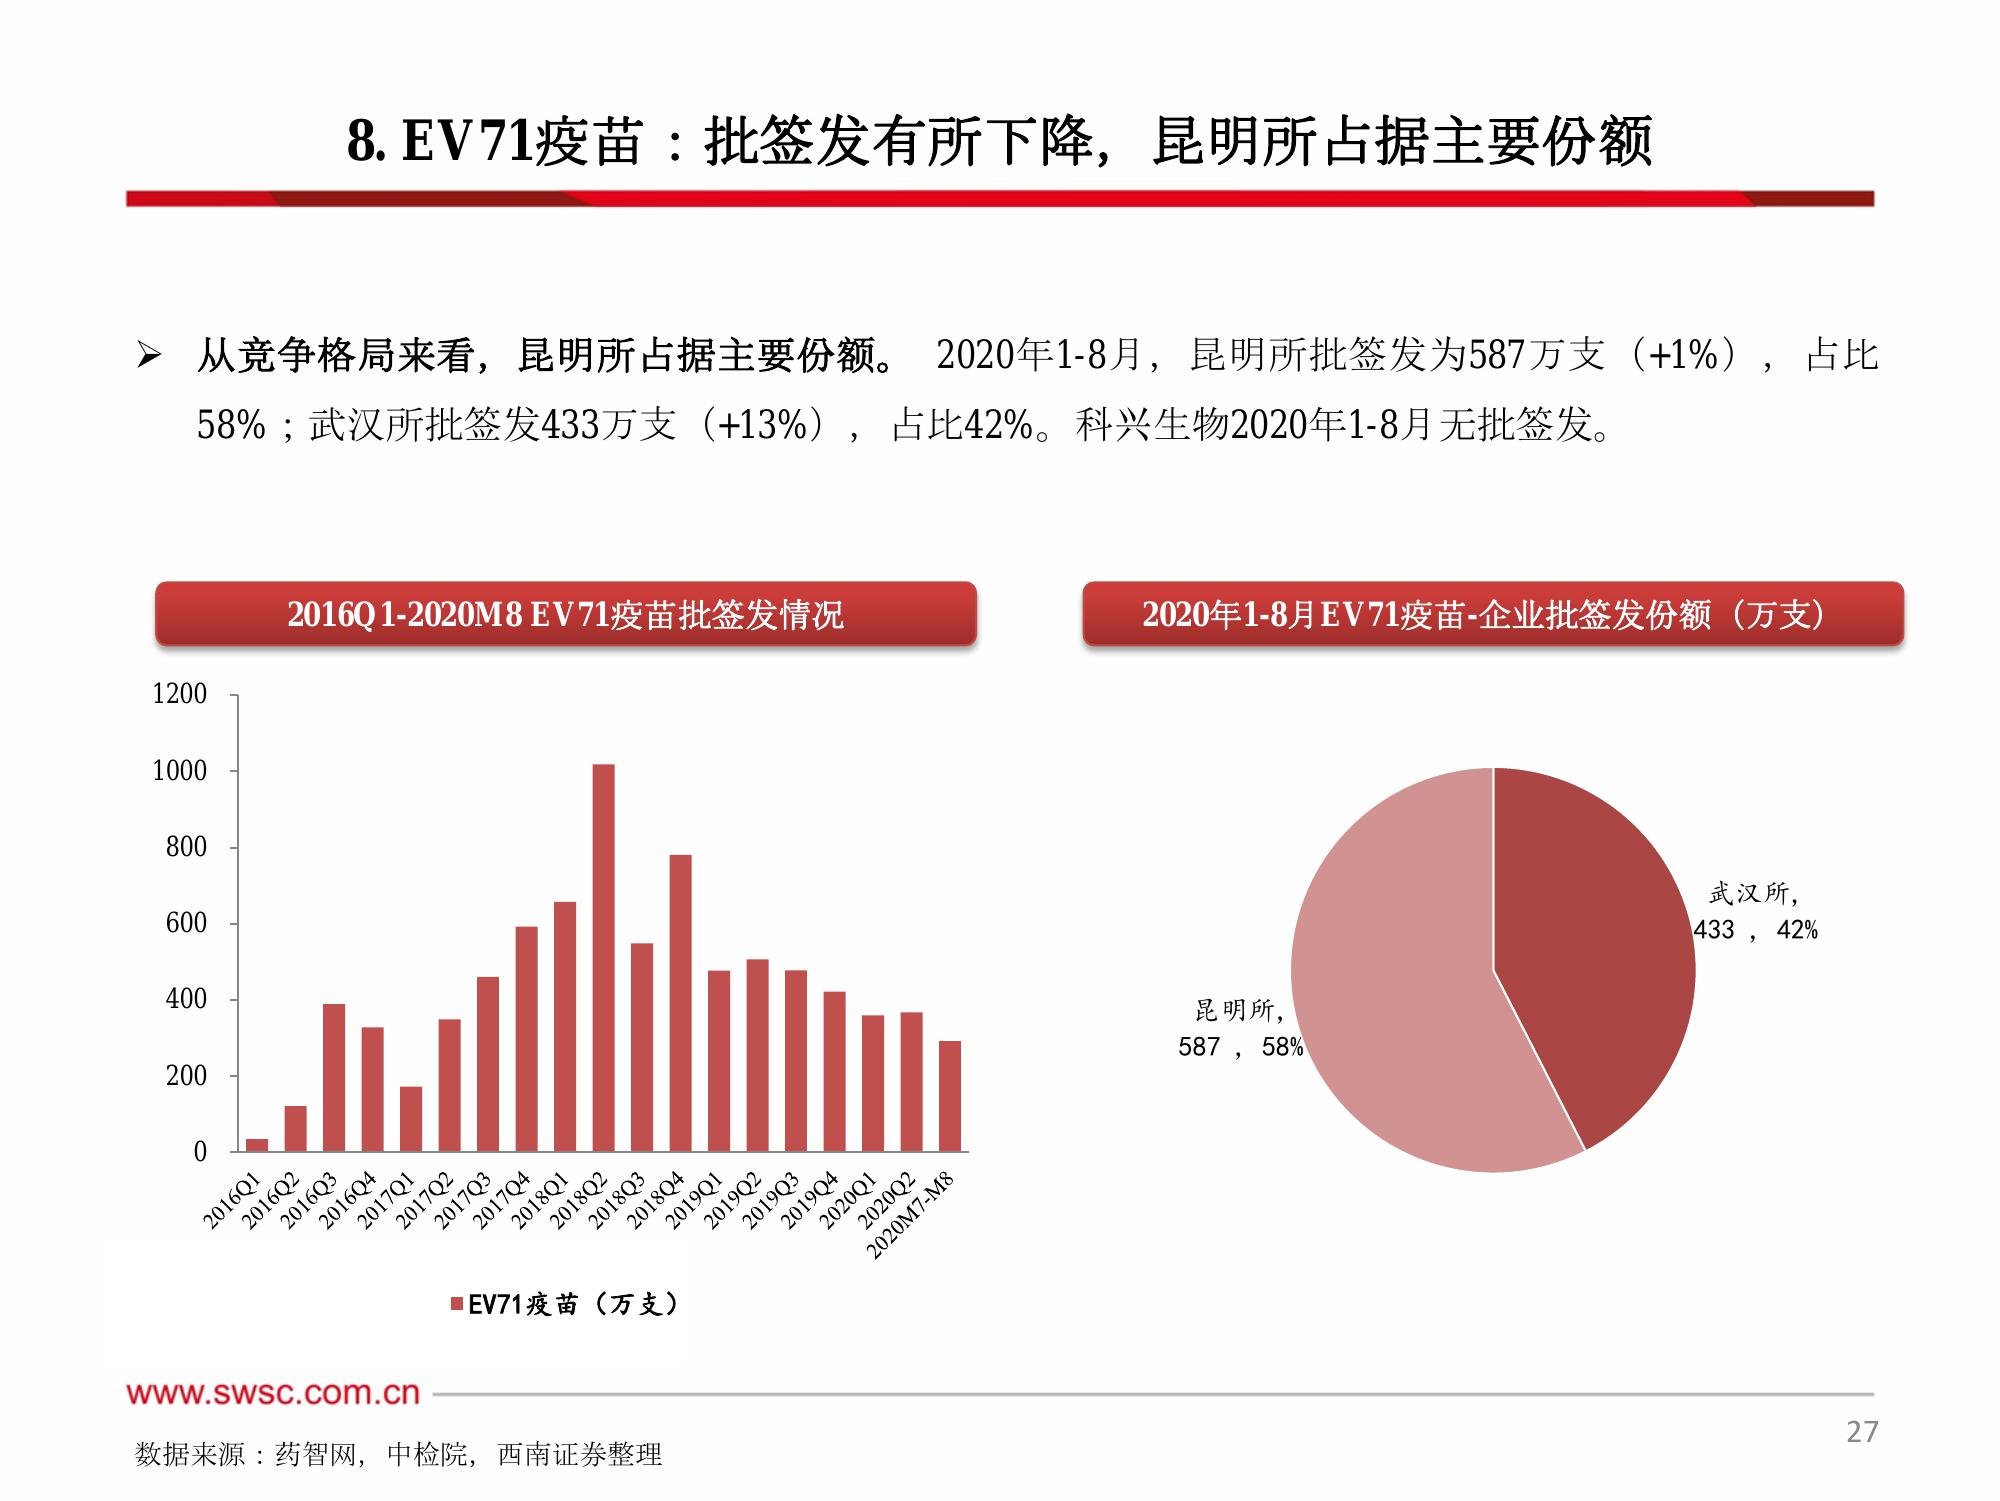 8. EV71疫苗：批签发有所下降，昆明所占据主要份额
➢ 从竞争格局来看，昆明所占据主要份额。 2020年1-8月，昆明所批签发为587万支（+1%），占比
58%；武汉所批签发433万支（+13%），占比42%。科兴生物2020年1-8月无批签发。
2016Q1-2020M8 EV71疫苗批签发情况
1200
1000
800
600
400
200
0
2016Q1
2016Q2
2016Q3
2016Q4
2017Q1
2017Q2
2017Q3
2017Q4
2018Q1
2018Q2
2018Q3
2018Q4
2019Q1
2019Q2
2019Q3
2019Q4
2020Q1
2020Q2
2020M7-M8
EV71疫苗（万支）
2020年1-8月EV71疫苗-企业批签发份额（万支）
武汉所，
433 ，42%
昆明所，
587 ，58%
www.swsc.com.cn
27
数据来源：药智网，中检院，西南证券整理